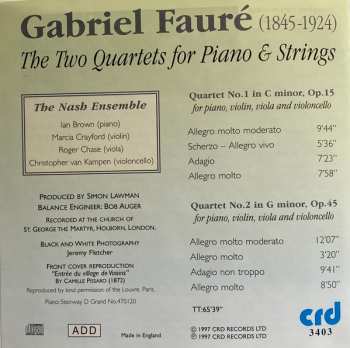 Gabriel Fauré (1845-1924)
The Two Quartets for Piano & Strings
The Nash Ensemble
Ian Brown (piano)
Marcia Crayford (violin)
Roger Chase (viola)
Christopher van Kampen (violoncello)
PRODUCED BY SIMON LAWMAN
BALANCE ENGINEER: BOB AUGER
RECORDED AT THE CHURCH OF
ST. GEORGE THE MARTYR, HOLBORN, LONDON.
BLACK AND WHITE PHOTOGRAPHY
Jeremy Fletcher
FRONT COVER REPRODUCTION
"Entrée du village de Voisins"
BY CAMILLE PISSARO (1872)
Reproduced by kind permission of the Louvre, Paris.
Piano Steinway D Grand No.470120
Quartet No.1 in C minor, Op.15
for piano, violin, viola and violoncello
Allegro molto moderato 9'44"
Scherzo – Allegro vivo 5'36"
Adagio 7'23"
Allegro molto 7'58"
Quartet No.2 in G minor, Op.45
for piano, violin, viola and violoncello
Allegro molto moderato 12'07"
Allegro molto 3'20"
Adagio non troppo 9'41"
Allegro molto 8'50"
TT:65'39"
ADD
Made in England
℗ 1997 CRD RECORDS LTD
© 1997 CRD RECORDS LTD
crd
3403